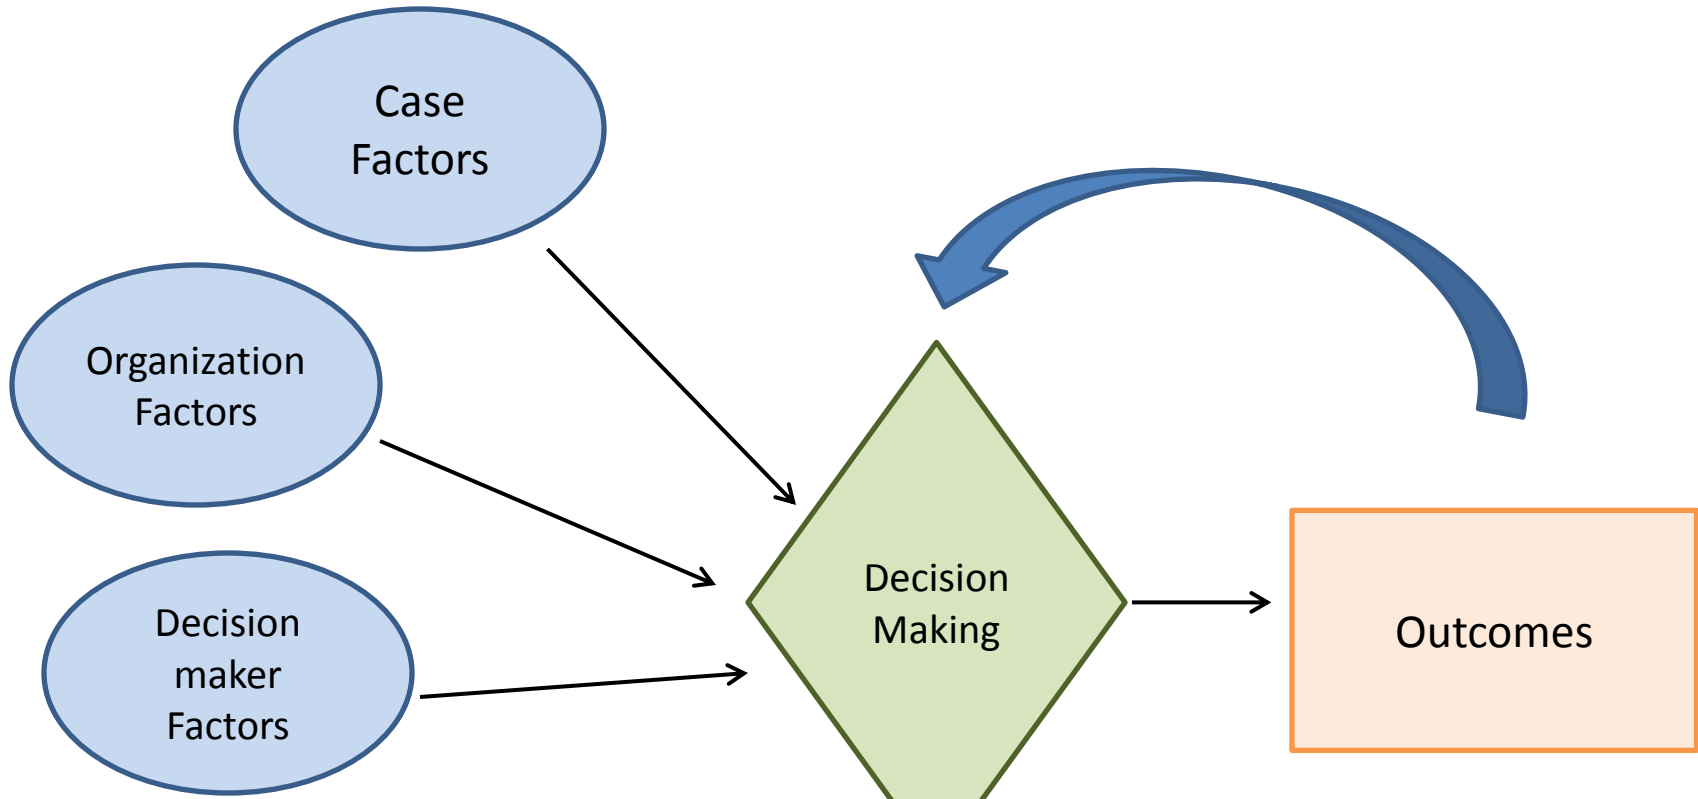 Case
Factors
Organization
Factors
Decision
maker
Factors
Decision
Making
Outcomes